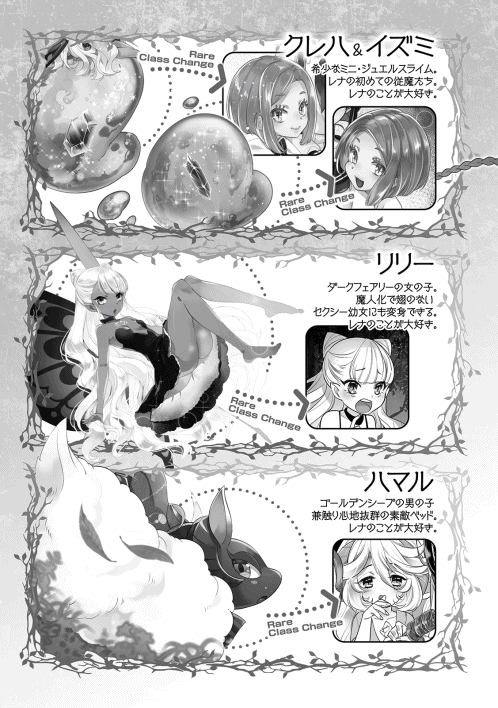 クレハ&イズミ
Rare
Class Change
希少なミニ・ジュエルスライム。
レナの初めての従魔たち。
レナのことが大好き。
Rare
Class Change
リリー
ダークフェアリーの女の子。
魔人化で翅のない
セクシー幼女にも変身できる。
レナのことが大好き。
Rare
Class Change
ハマル
ゴールデンシープの男の子
兼触り心地抜群の素敵ベッド。
レナのことが大好き。
Rare
Class Change